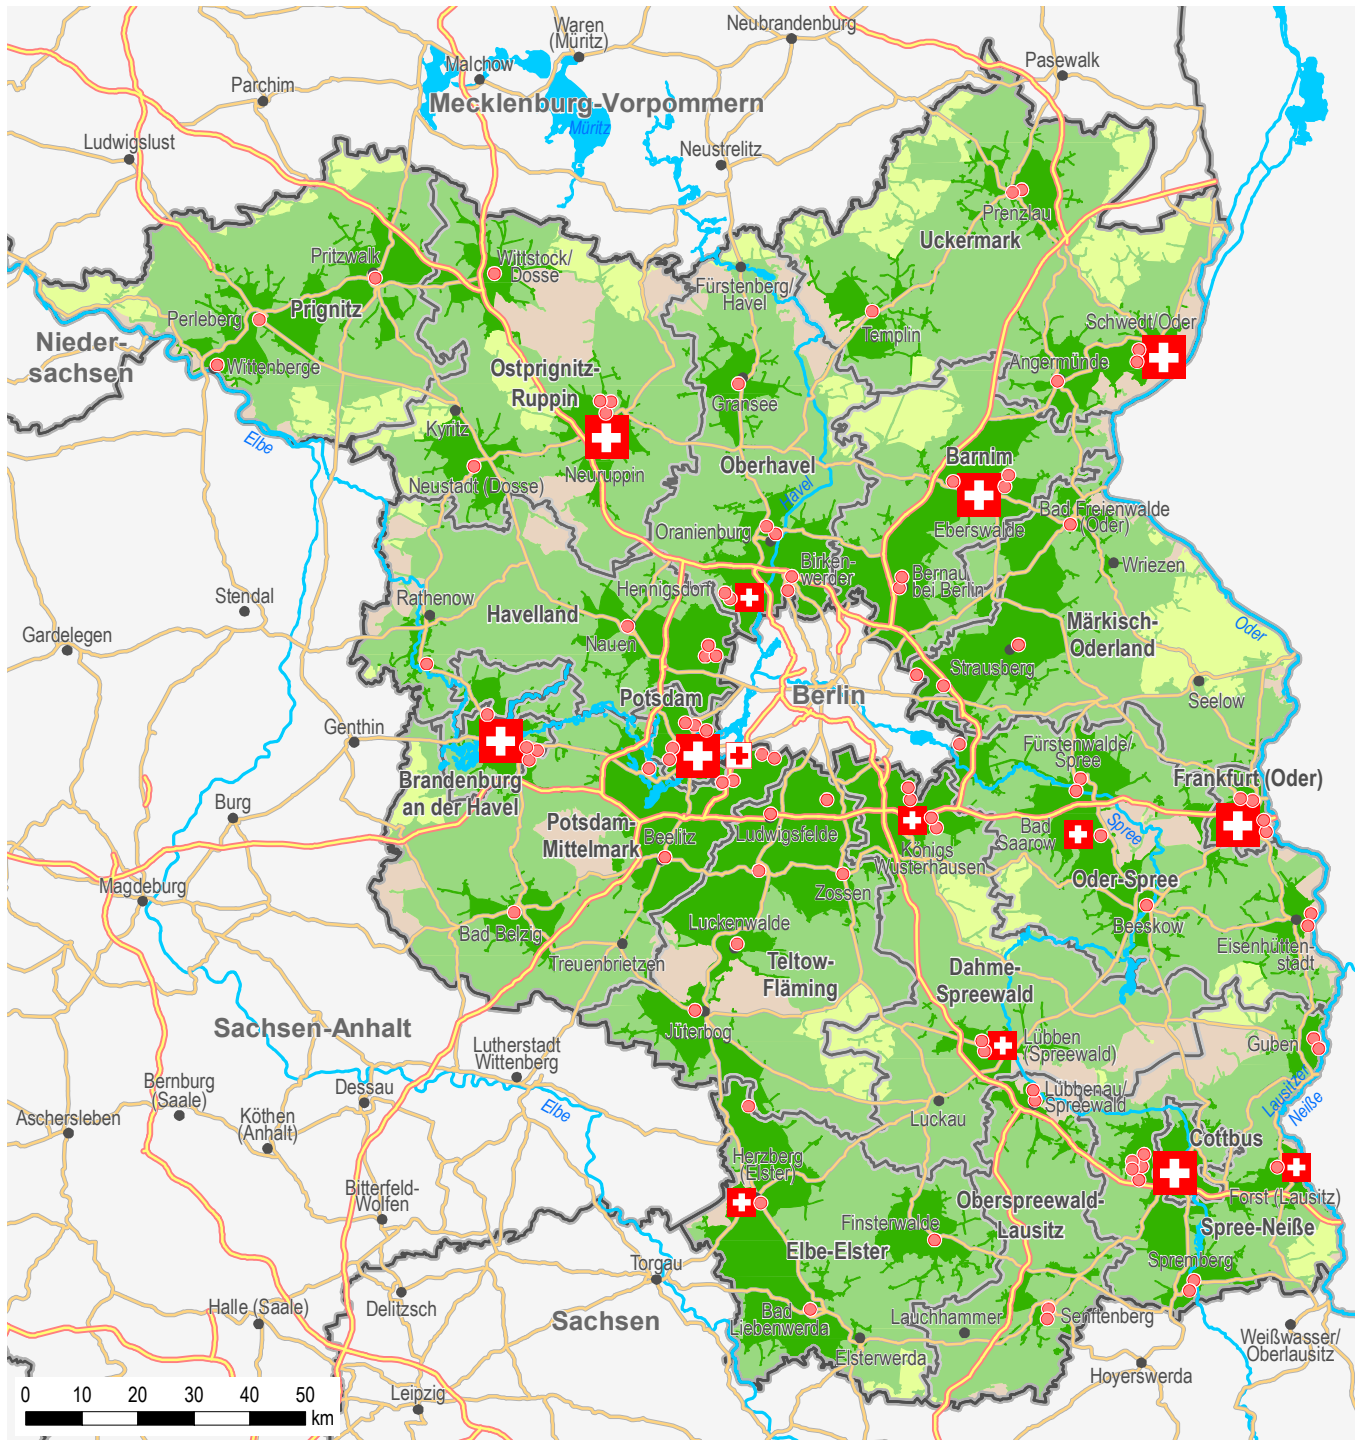 Waren
(Müritz)
Neubrandenburg
Pasewalk
Malchow
Parchim
Mecklenburg-Vorpommern
Müritz
Ludwigslust
Neustrelitz
Prenzlau
Uckermark
Pritzwalk
Wittstock/
Dosse
Fürstenberg/
Havel
Prignitz
Perleberg
Templin
Schwedt/Oder
Nieder-
sachsen
Wittenberge
Angermünde
Ostprignitz-
Ruppin
Gransee
Kyritz
Elbe
Neustadt (Dosse)
Neuruppin
Oberhavel
Barnim
Havel
Eberswalde
Bad Freienwalde
(Oder)
Oranienburg
Wriezen
Birken-
werder
Bernau
bei Berlin
Hennigsdorf
Stendal
Rathenow
Havelland
Gardelegen
Nauen
Märkisch-
Oderland
Oder
Strausberg
Seelow
Potsdam
Berlin
Genthin
Fürstenwalde/
Spree
Frankfurt (Oder)
Brandenburg
an der Havel
Burg
Potsdam-
Mittelmark
Beelitz
Ludwigsfelde
Königs
Wusterhausen
Bad
Saarow
Spree
Oder-Spree
Magdeburg
Zossen
Bad Belzig
Luckenwalde
Beeskow
Eisenhütten-
stadt
Treuenbrietzen
Teltow-
Fläming
Dahme-
Spreewald
Sachsen-Anhalt
Jüterbog
Lübben
(Spreewald)
Guben
Lutherstadt
Wittenberg
Bernburg
Saale)
Dessau
Lübbenau/
Spreewald
Lausitzer
Neiße
Aschersleben
Köthen
(Anhalt)
Elbe
Luckau
Cottbus
Herzberg
(Elster)
Bitterfeld-
Wolfen
Forst (Lausitz)
Oberspreewald-
Lausitz
Finsterwalde
Spree-Neiße
Elbe-Elster
Torgau
Spremberg
Halle (Saale)
Delitzsch
Sachsen
Bad
Liebenwerda
Lauchhammer
Senftenberg
Weißwasser/
Oberlausitz
Elsterwerda
Hoyerswerda
Leipzig
0 10 20 30 40 50
km